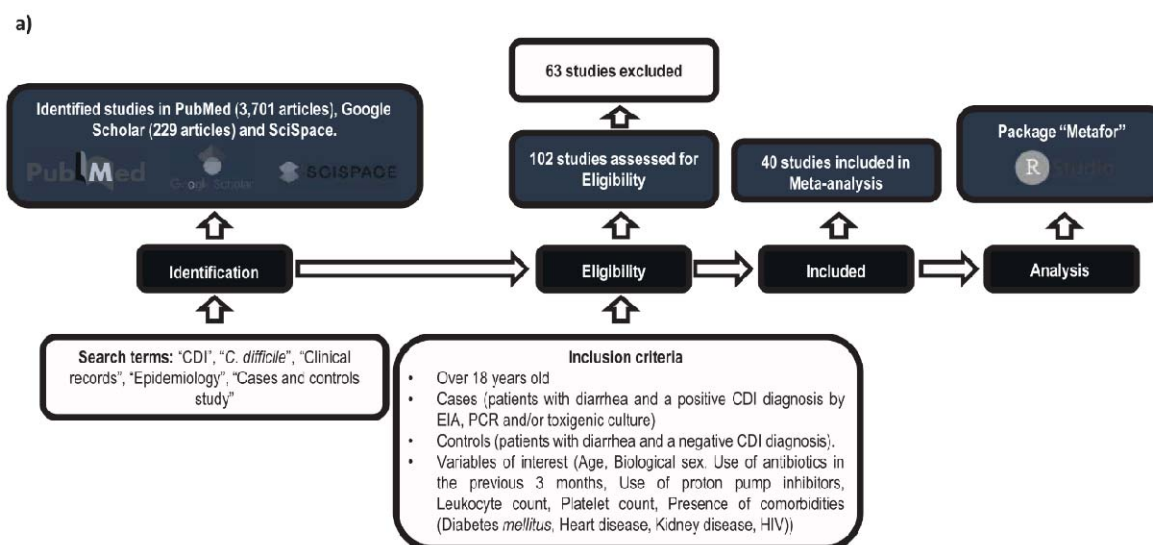 a)
63 studies excluded
Identified studies in PubMed (3,701 articles), Google
Scholar (229 articles) and SciSpace.
PubMed
Google Scholar
SCISPACE
102 studies assessed for
Eligibility
40 studies included in
Meta-analysis
Package “Metafor”
R Studio
Identification
Eligibility
Included
Analysis
Search terms: “CDI”, “C. difficile”, “Clinical
records”, “Epidemiology”, “Cases and controls
study”
Inclusion criteria
• Over 18 years old
• Cases (patients with diarrhea and a positive CDI diagnosis by
EIA, PCR and/or toxigenic culture)
• Controls (patients with diarrhea and a negative CDI diagnosis).
• Variables of interest (Age, Biological sex. Use of antibiotics in
the previous 3 months, Use of proton pump inhibitors,
Leukocyte count, Platelet count, Presence of comorbidities
(Diabetes mellitus, Heart disease, Kidney disease, HIV))